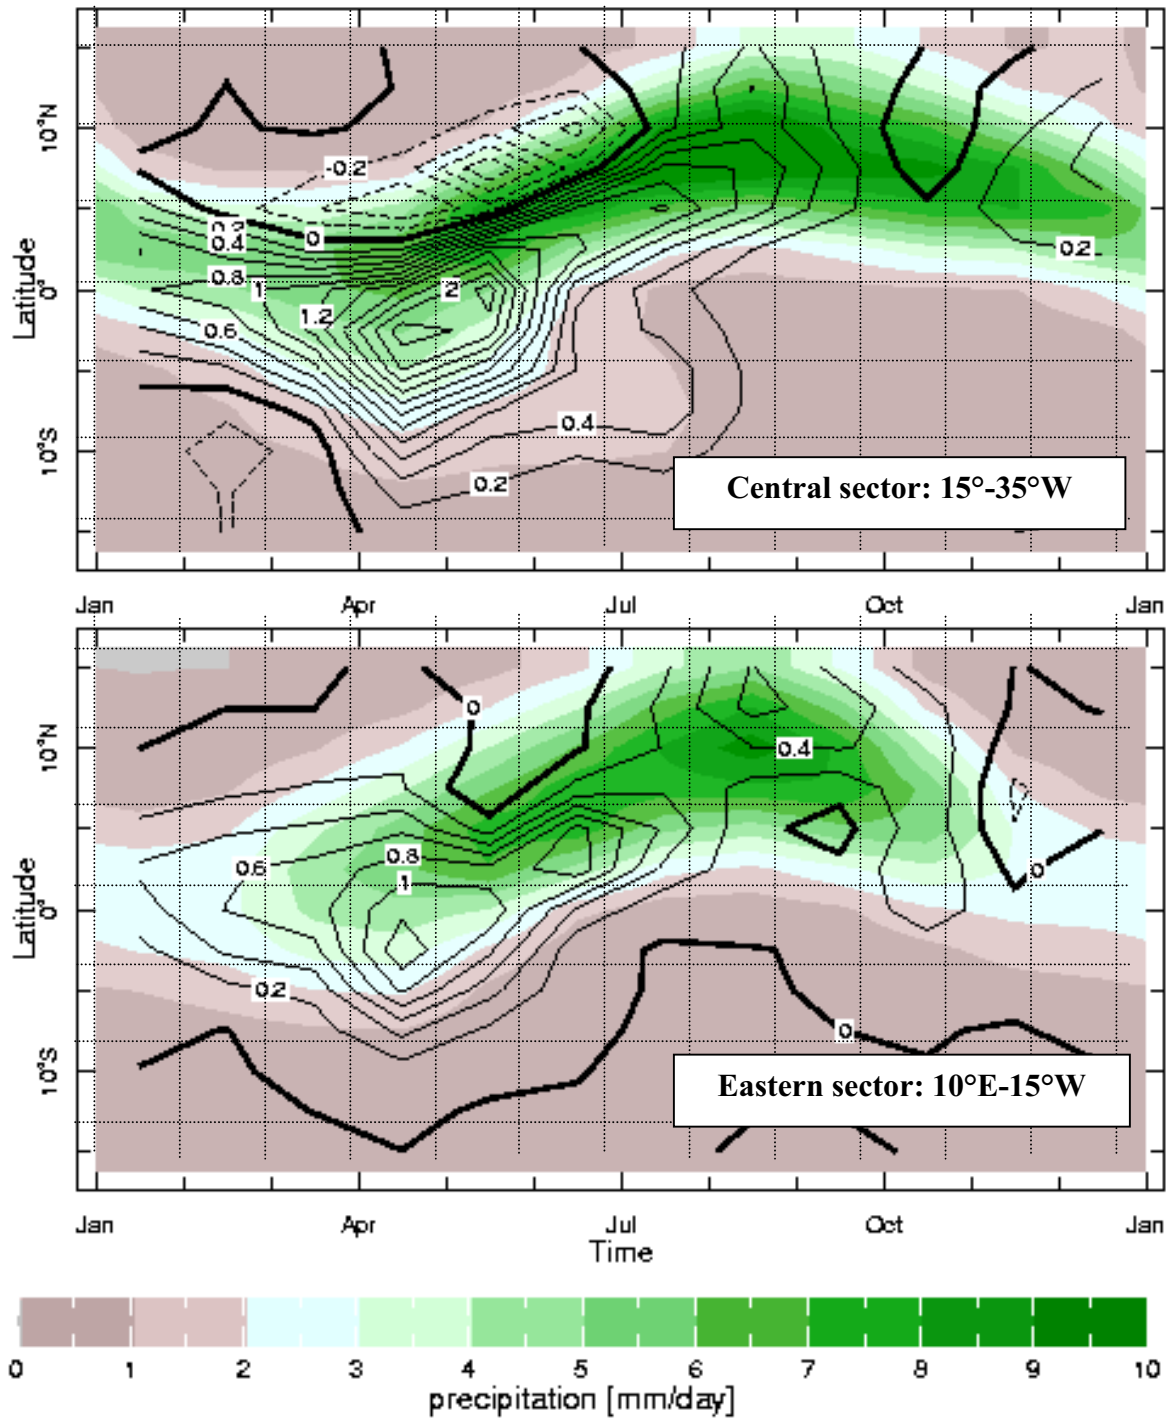 10°N
-0.2
0.2
0.4
0
0.2
Latitude
0°
0.8
1
2
1.2
0.6
10°S
0.4
0.2
Central sector: 15°-35°W
Jan
Apr
Jul
Oct
Jan
0
10°N
0.4
0.6
0.8
1
0
Latitude
0°
0.2
0
10°S
Eastern sector: 10°E-15°W
Jan
Apr
Jul
Oct
Jan
Time
0 1 2 3 4 5 6 7 8 9 10
precipitation [mm/day]